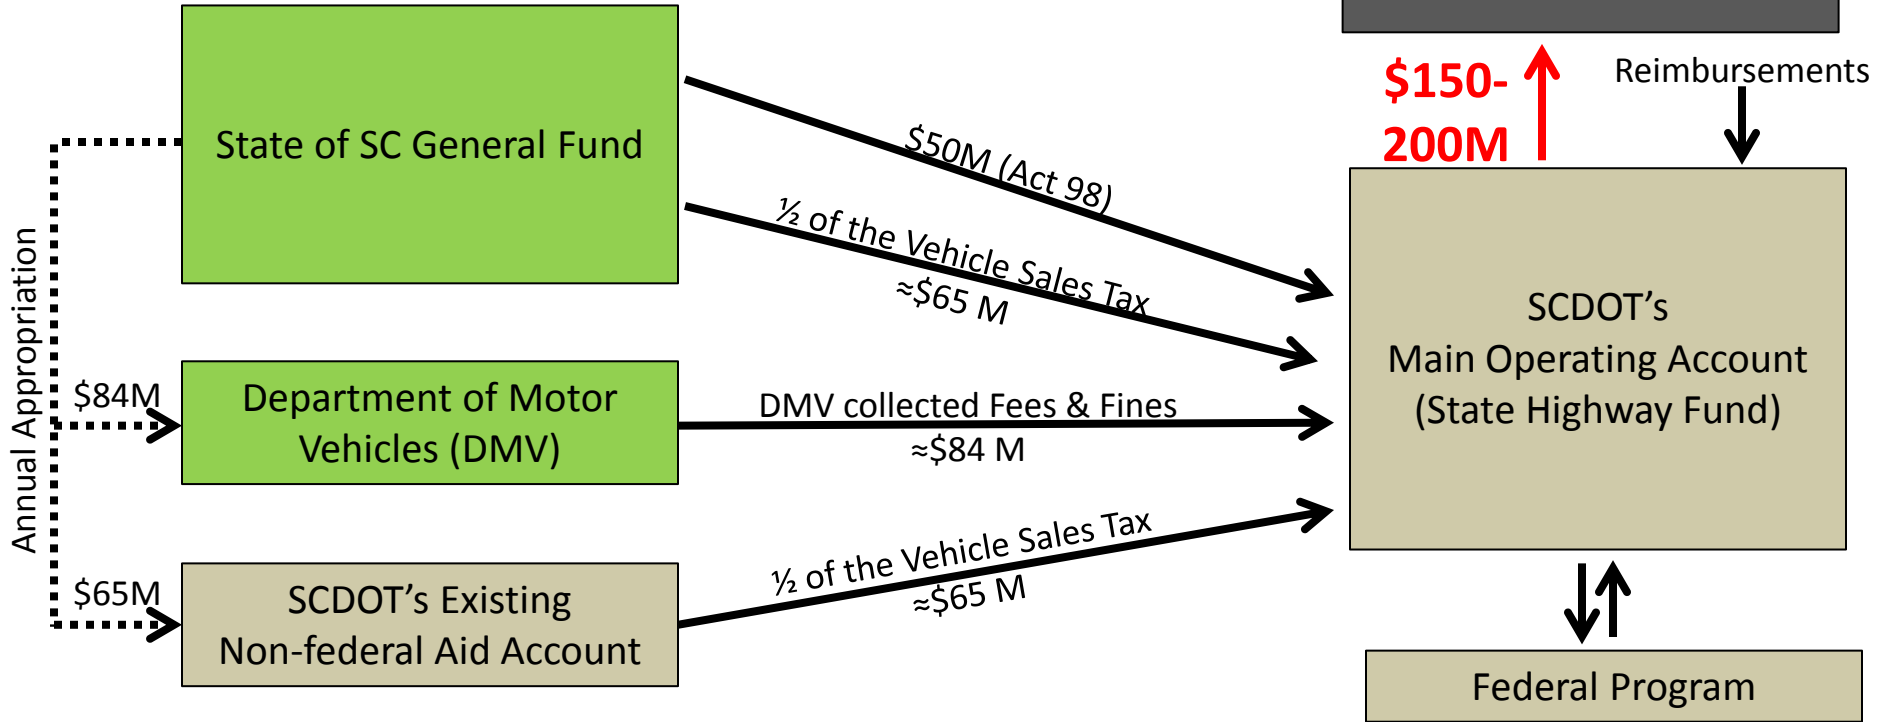 $150-
200M
Reimbursements
State of SC General Fund
$50M (Act 98)
½ of the Vehicle Sales Tax
≈$65 M
Annual Appropriation
$84M
Department of Motor
Vehicles (DMV)
DMV collected Fees & Fines
≈$84 M
SCDOT’s
Main Operating Account
(State Highway Fund)
$65M
SCDOT’s Existing
Non-federal Aid Account
½ of the Vehicle Sales Tax
≈$65 M
Federal Program